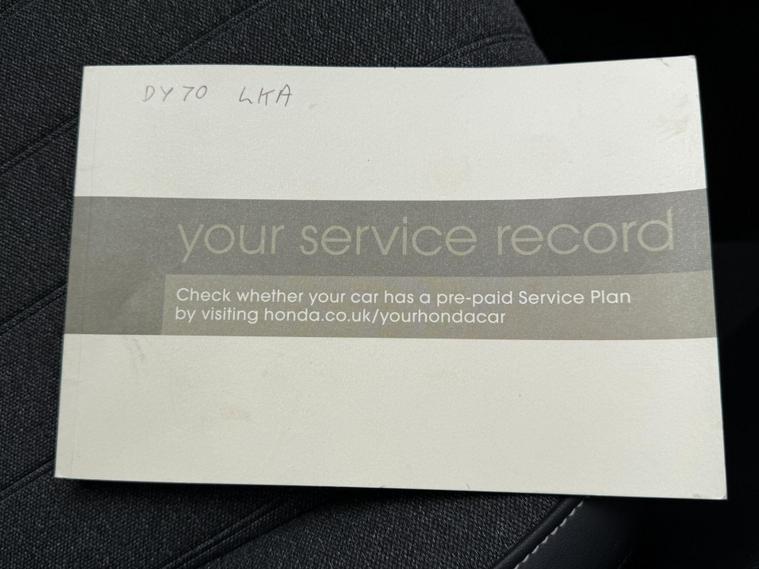 DY70 LKA
your service record
Check whether your car has a pre-paid Service Plan
by visiting honda.co.uk/yourhondacar